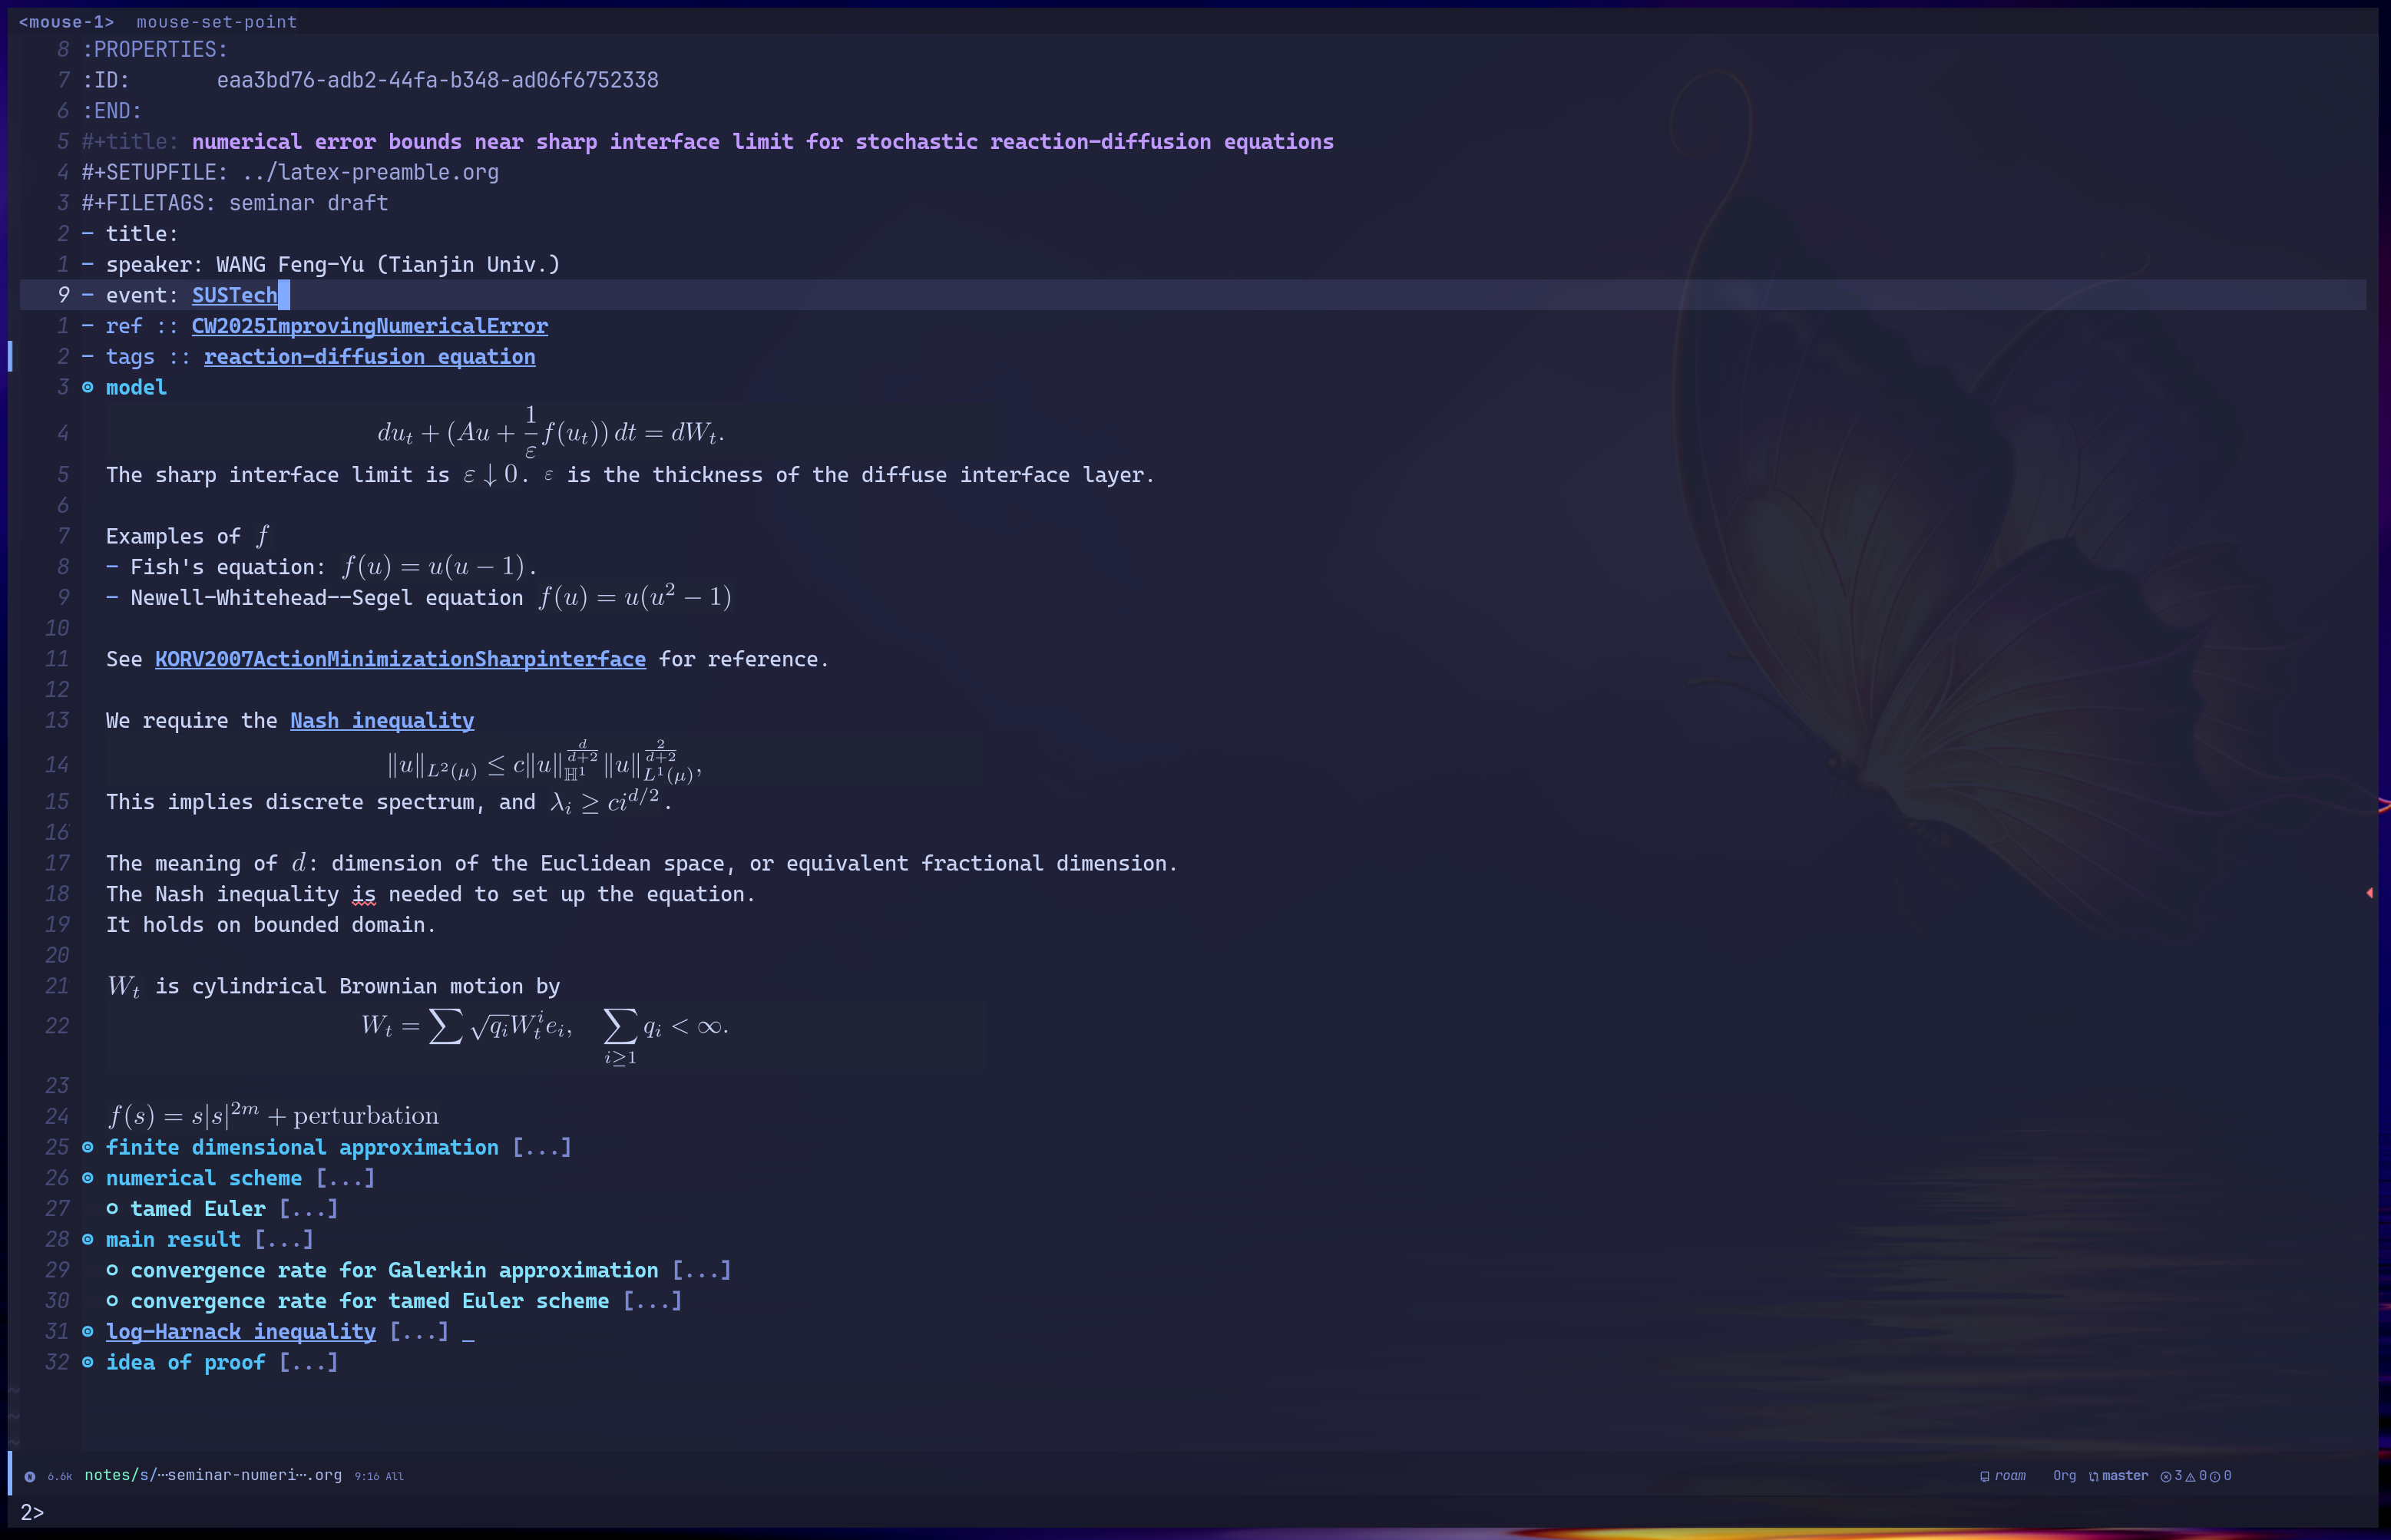 <mouse-1>  mouse-set-point
8 :PROPERTIES:
7 :ID:       eaa3bd76-adb2-44fa-b348-ad06f6752338
6 :END:
5 #+title: numerical error bounds near sharp interface limit for stochastic reaction-diffusion equations
4 #+SETUPFILE: ../latex-preamble.org
3 #+FILETAGS: seminar draft
2 - title:
1 - speaker: WANG Feng-Yu (Tianjin Univ.)
9 - event: SUSTech
1 - ref :: CW2025ImprovingNumericalError
2 - tags :: reaction-diffusion equation
3 model
4 du_t + (Au + \frac{1}{ε} f(u_t)) dt = dW_t.
5 The sharp interface limit is ε ↓ 0. ε is the thickness of the diffuse interface layer.
6
7 Examples of f
8 - Fish's equation: f(u) = u(u − 1).
9 - Newell-Whitehead--Segel equation f(u) = u(u^2 − 1)
10
11 See KORV2007ActionMinimizationSharpinterface for reference.
12
13 We require the Nash inequality
14 ‖u‖_{L^2(μ)} ≤ c‖u‖_{ℍ^1}^{\frac{d}{d+2}} ‖u‖_{L^1(μ)}^{\frac{2}{d+2}},
15 This implies discrete spectrum, and λ_i ≥ ci^{d/2}.
16
17 The meaning of d: dimension of the Euclidean space, or equivalent fractional dimension.
18 The Nash inequality is needed to set up the equation.
19 It holds on bounded domain.
20
21 W_t is cylindrical Brownian motion by
22 W_t = ∑ √{q_i} W_t^i e_i,   ∑_{i≥1} q_i < ∞.
23
24 f(s) = s|s|^{2m} + perturbation
25 finite dimensional approximation [...]
26 numerical scheme [...]
27 tamed Euler [...]
28 main result [...]
29 convergence rate for Galerkin approximation [...]
30 convergence rate for tamed Euler scheme [...]
31 log-Harnack inequality [...] _
32 idea of proof [...]
6.6k notes/s/⋯seminar-numeri⋯.org 9:16 All roam Org master 3 0 0
2>